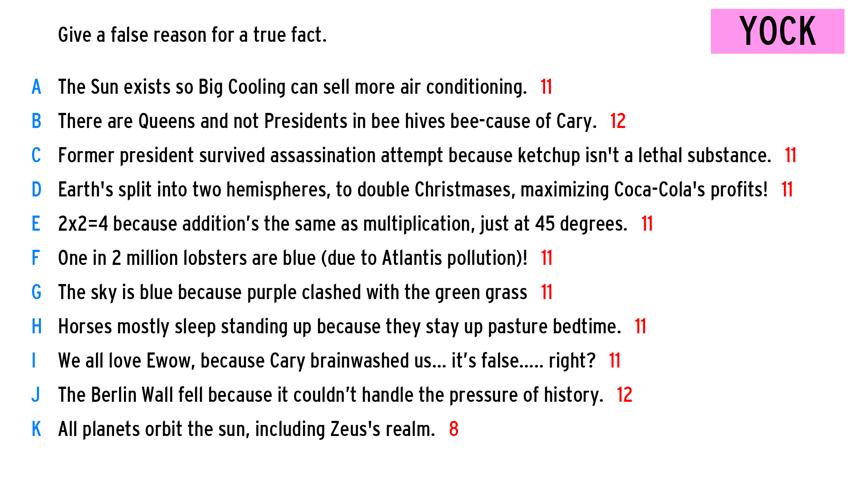 Give a false reason for a true fact.
YOCK
A The Sun exists so Big Cooling can sell more air conditioning. 11
B There are Queens and not Presidents in bee hives bee-cause of Cary. 12
C Former president survived assassination attempt because ketchup isn't a lethal substance. 11
D Earth's split into two hemispheres, to double Christmases, maximizing Coca-Cola's profits! 11
E 2x2=4 because addition’s the same as multiplication, just at 45 degrees. 11
F One in 2 million lobsters are blue (due to Atlantis pollution)! 11
G The sky is blue because purple clashed with the green grass 11
H Horses mostly sleep standing up because they stay up pasture bedtime. 11
I We all love Ewow, because Cary brainwashed us... it’s false..... right? 11
J The Berlin Wall fell because it couldn’t handle the pressure of history. 12
K All planets orbit the sun, including Zeus's realm. 8